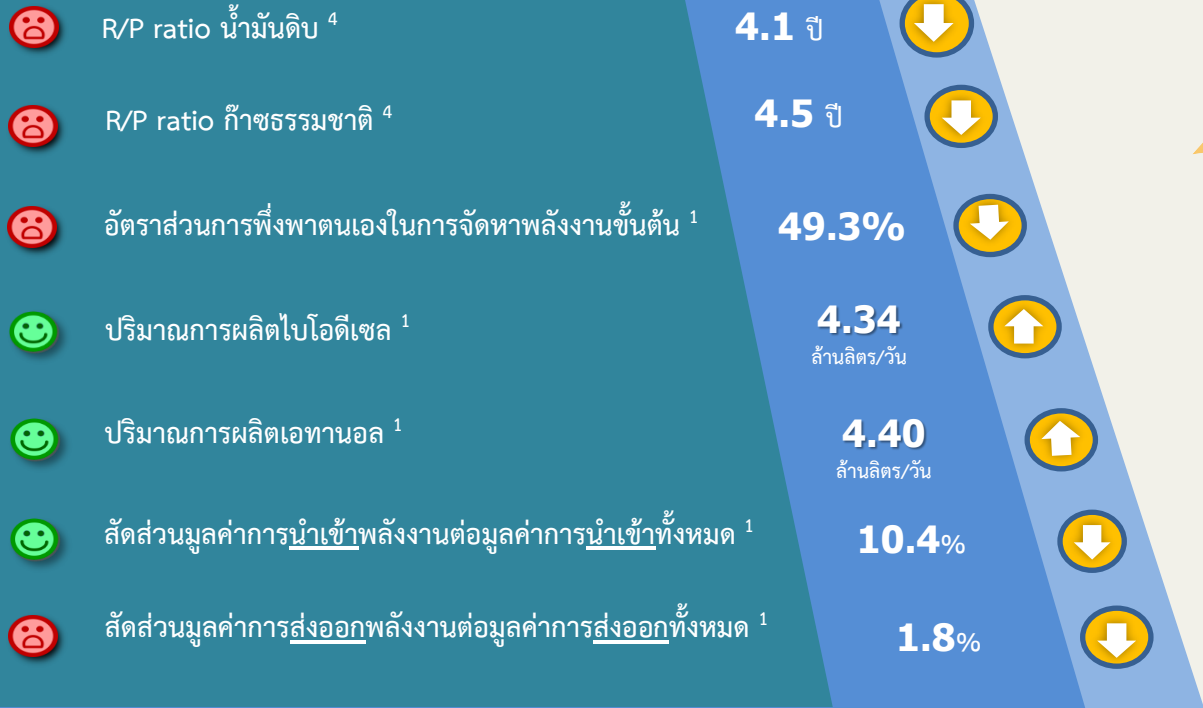 R/P ratio น้ำมันดิบ 4 4.1 ปี
R/P ratio ก๊าซธรรมชาติ 4 4.5 ปี
อัตราส่วนการพึ่งพาตนเองในการจัดหาพลังงานขั้นต้น 1 49.3%
ปริมาณการผลิตไบโอดีเซล 1 4.34
ล้านลิตร/วัน
ปริมาณการผลิตเอทานอล 1 4.40
ล้านลิตร/วัน
สัดส่วนมูลค่าการนำเข้าพลังงานต่อมูลค่าการนำเข้าทั้งหมด 1 10.4%
สัดส่วนมูลค่าการส่งออกพลังงานต่อมูลค่าการส่งออกทั้งหมด 1 1.8%